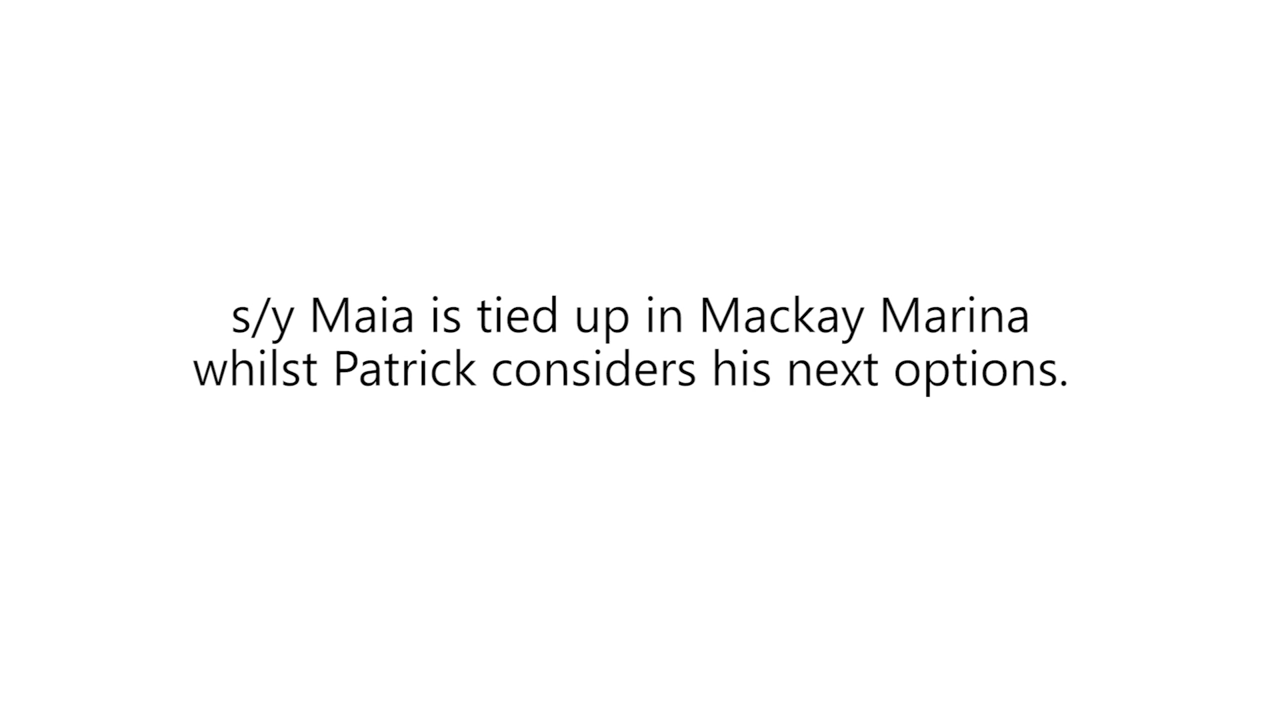 s/y Maia is tied up in Mackay Marina
whilst Patrick considers his next options.